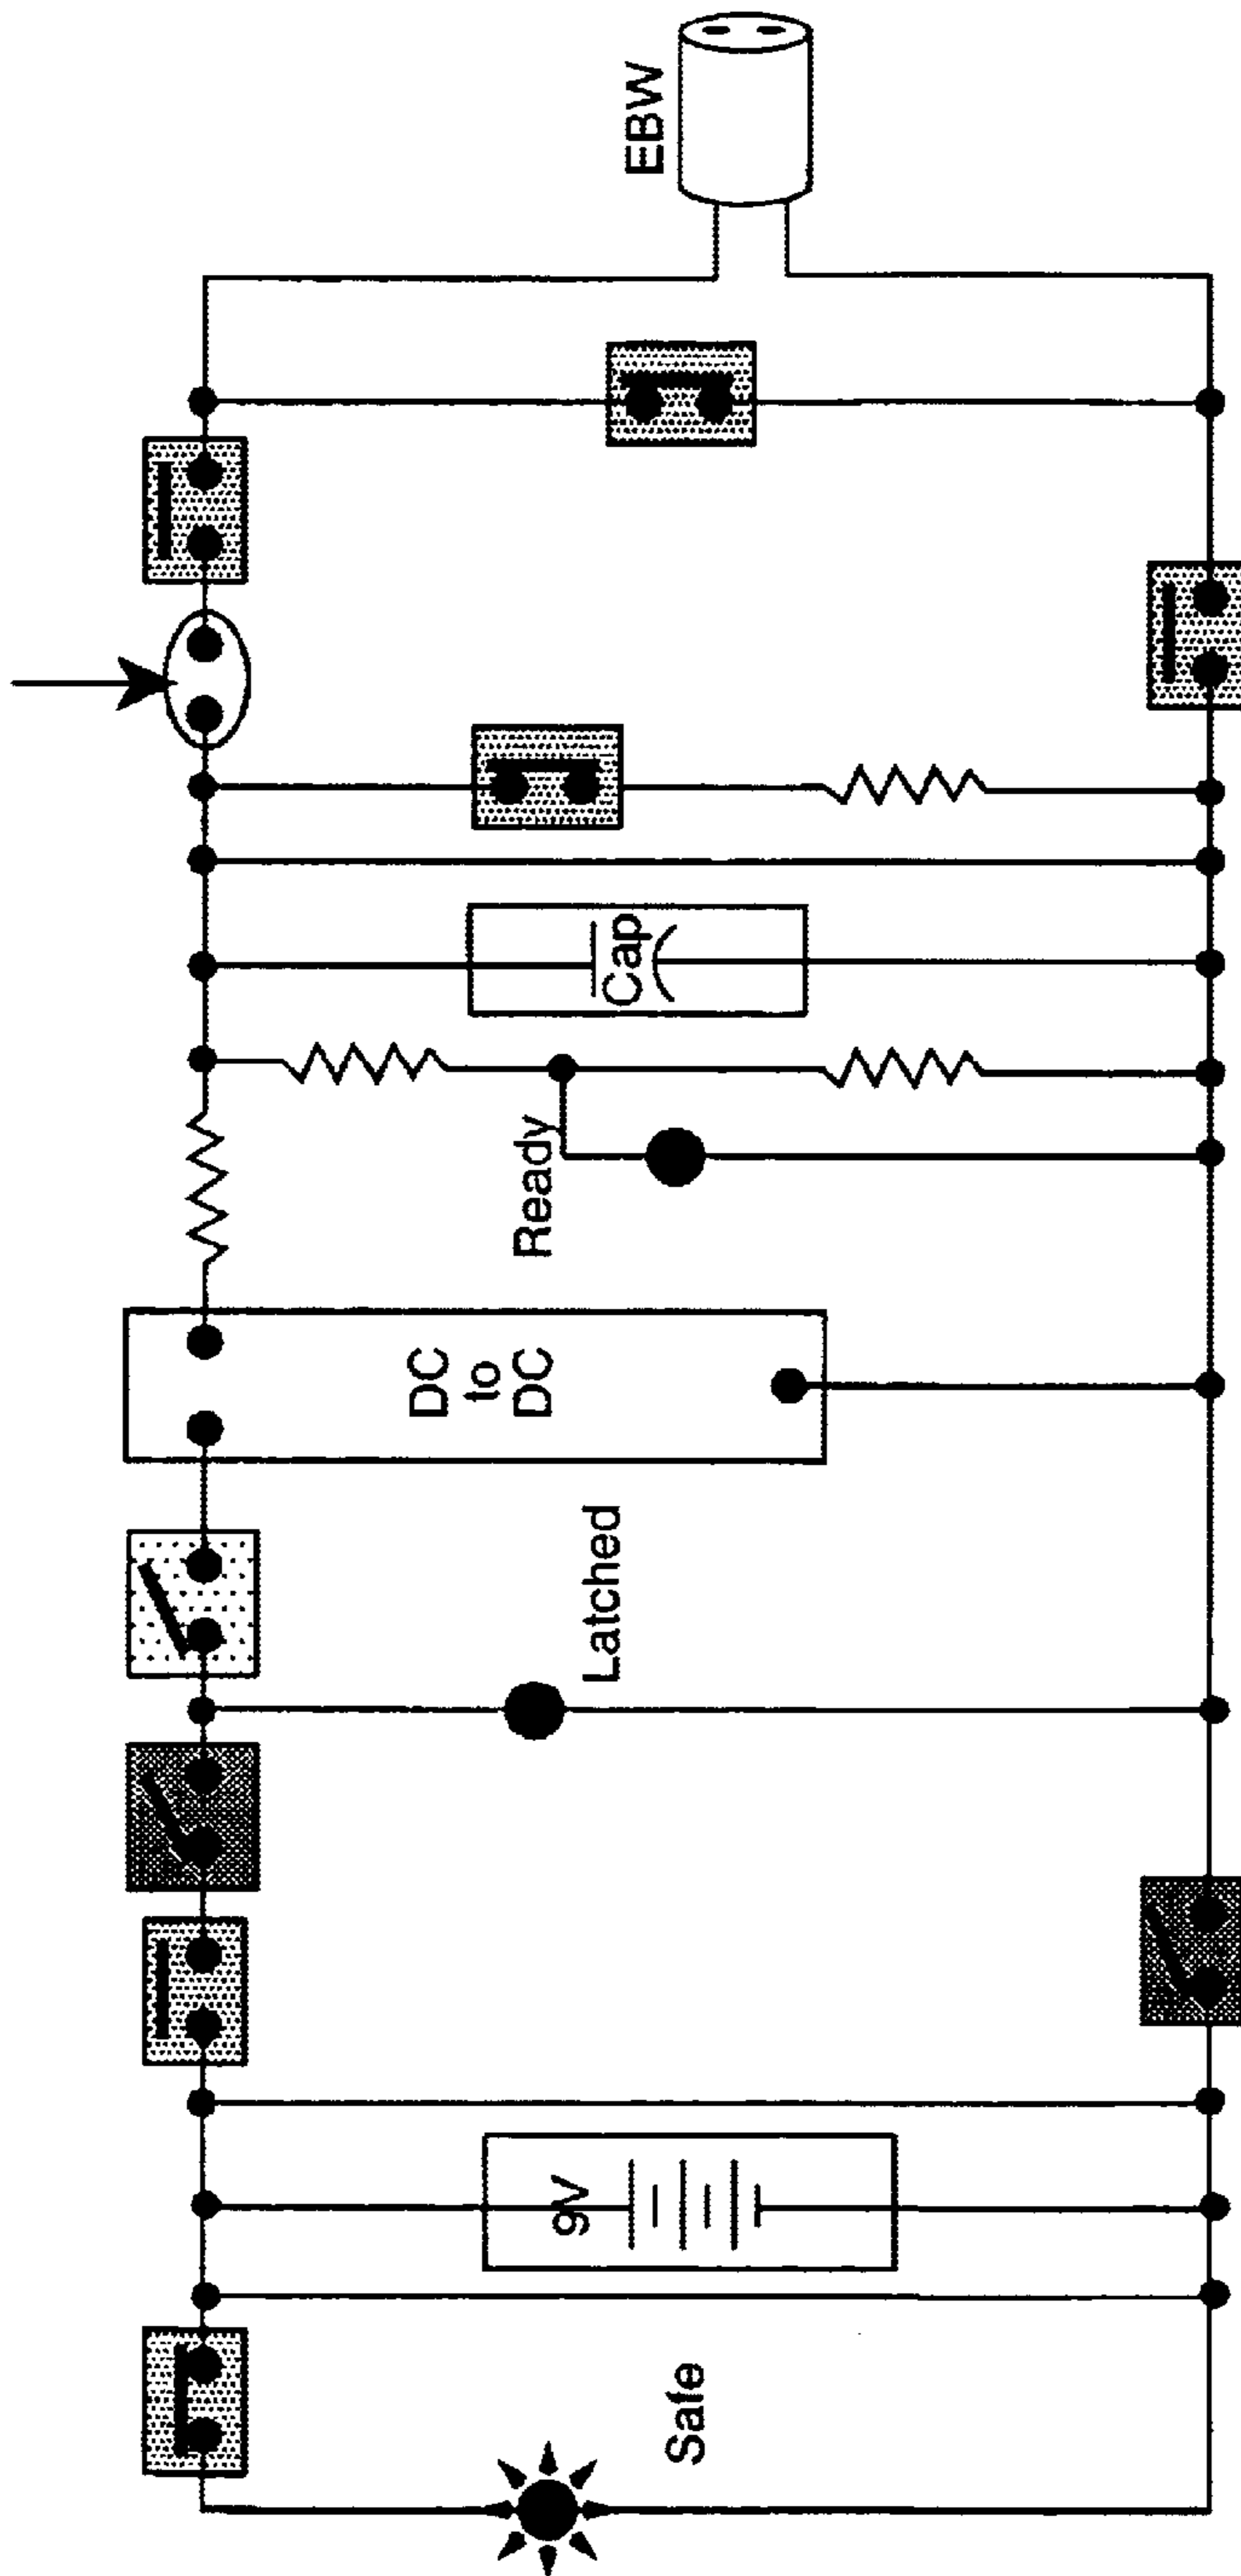 Safe
9V
Latched
DC
to
DC
Ready
Cap
EBW